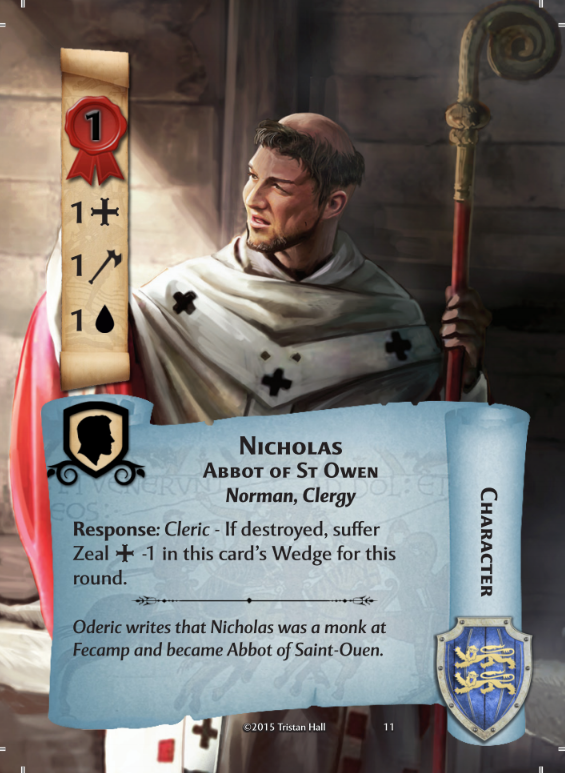 1
1
1
1
NICHOLAS
ABBOT OF ST OWEN
Norman, Clergy
Response: Cleric - If destroyed, suffer
Zeal -1 in this card's Wedge for this
round.
Oderic writes that Nicholas was a monk at
Fecamp and became Abbot of Saint-Ouen.
CHARACTER
©2015 Tristan Hall
11